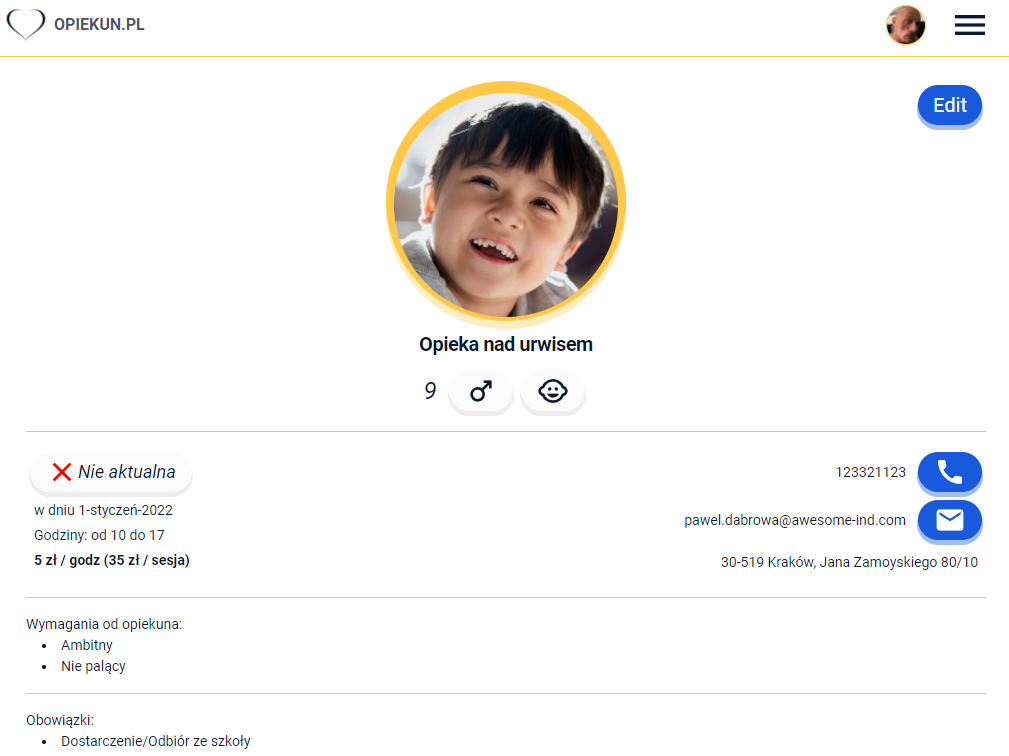 OPIEKUN.PL
Edit
Opieka nad urwisem
9
Nie aktualna
w dniu 1-styczeń-2022
Godziny: od 10 do 17
5 zł / godz (35 zł / sesja)
123321123
pawel.dabrowa@awesome-ind.com
30-519 Kraków, Jana Zamoyskiego 80/10
Wymagania od opiekuna:
• Ambitny
• Nie palący
Obowiązki:
• Dostarczenie/Odbiór ze szkoły